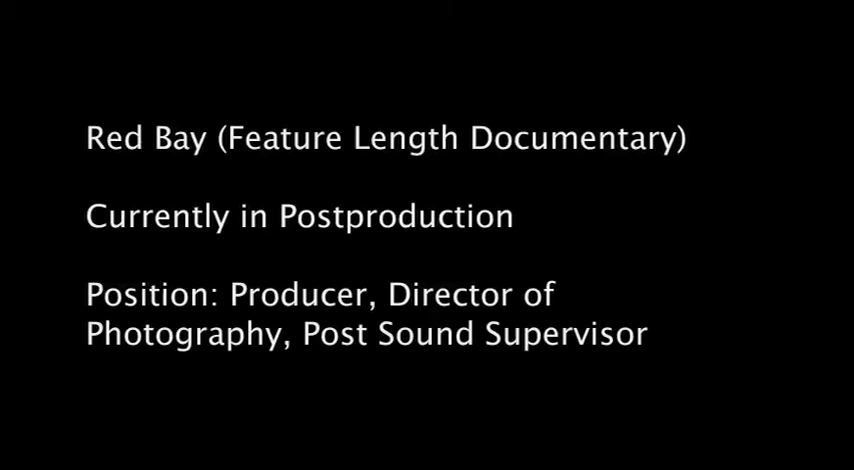 Red Bay (Feature Length Documentary)
Currently in Postproduction
Position: Producer, Director of
Photography, Post Sound Supervisor